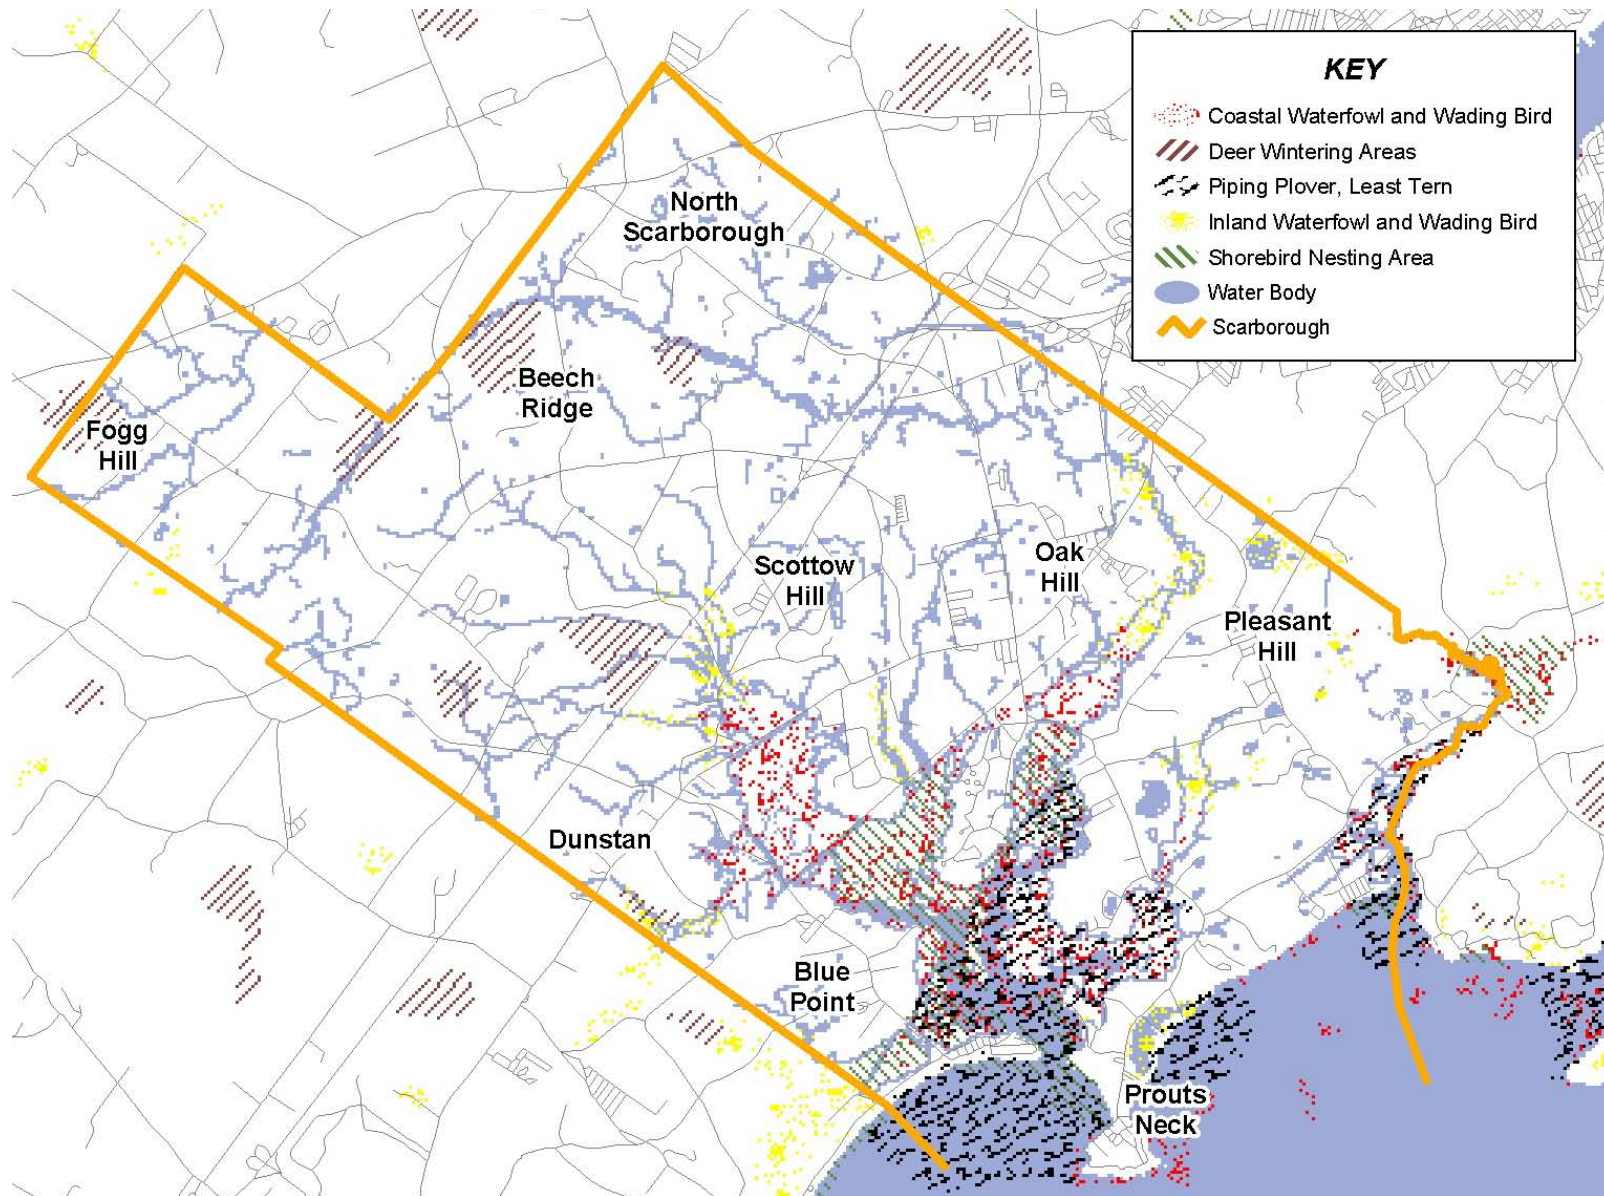 KEY
Coastal Waterfowl and Wading Bird
Deer Wintering Areas
Piping Plover, Least Tern
Inland Waterfowl and Wading Bird
Shorebird Nesting Area
Water Body
Scarborough
North
Scarborough
Beech
Ridge
Fogg
Hill
Scottow
Hill
Oak
Hill
Pleasant
Hill
Dunstan
Blue
Point
Prouts
Neck